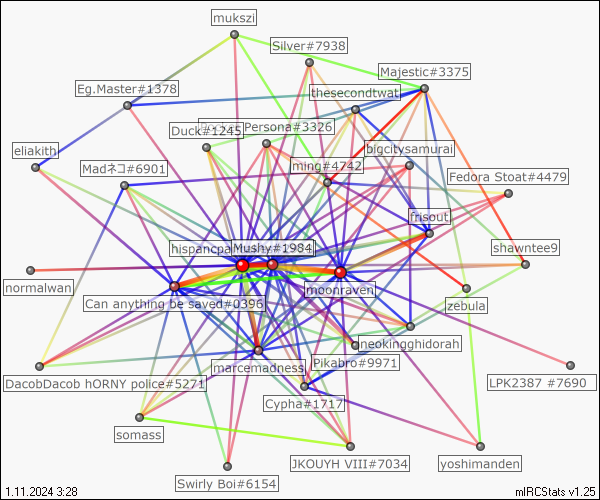 mukszi
Silver#7938
Majestic#3375
Eg.Master#1378
thesecondtwat
Duck#1245
Persona#3326
bigcitysamurai
eliakith
Madネコ#6901
ming#4742
Fedora Stoat#4479
frisout
hispancpa
Mushy#1984
shawntee9
normalwan
moonraven
Can anything be saved#0396
zebula
neokingghidorah
marcemadness
Pikabro#9971
DacobDacob hORNY police#5271
LPK2387 #7690
Cypha#1717
somass
JKOUYH VIII#7034
yoshimanden
Swirly Boi#6154
1.11.2024 3:28
mIRCStats v1.25